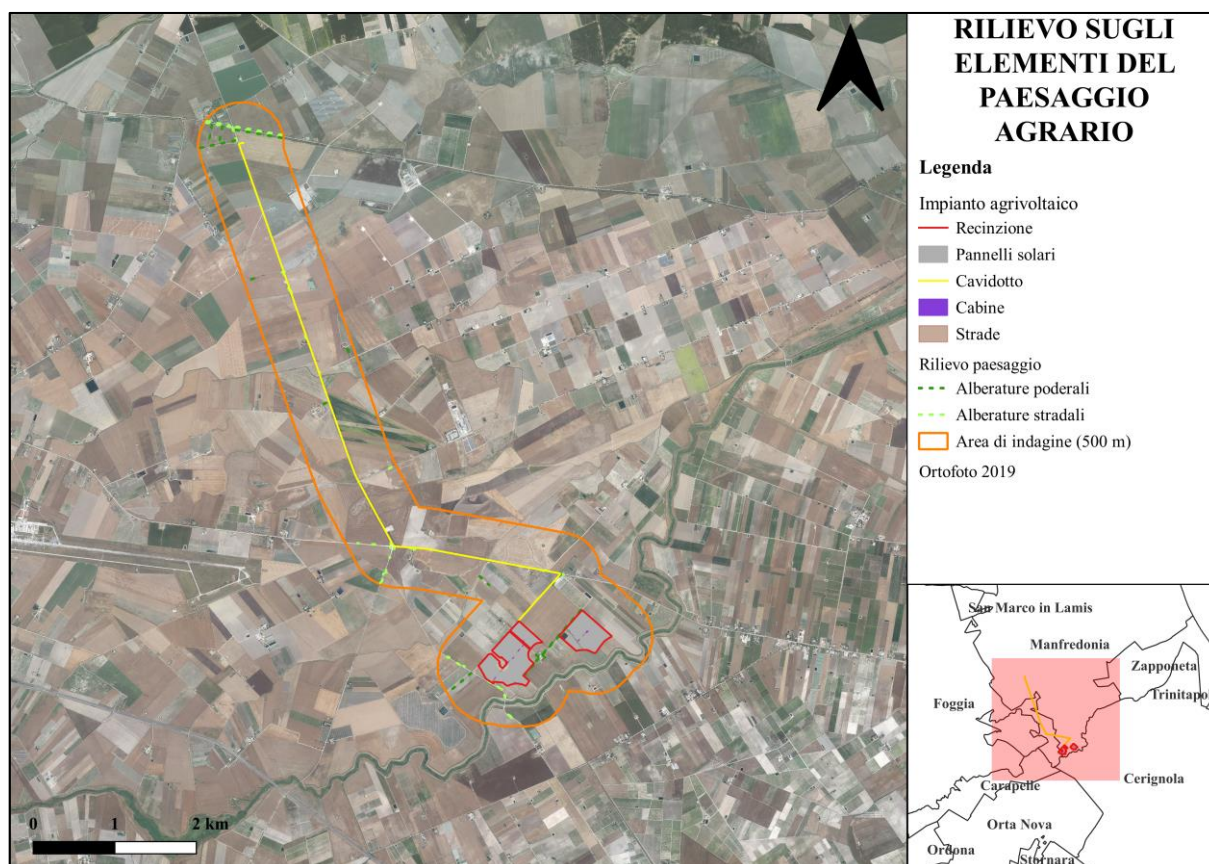 RILIEVO SUGLI
ELEMENTI DEL
PAESAGGIO
AGRARIO
Legenda
Impianto agrivoltaico
Recinzione
Pannelli solari
Cavidotto
Cabine
Strade
Rilievo paesaggio
Alberature poderali
Alberature stradali
Area di indagine (500 m)
Ortofoto 2019
0 1 2 km
San Marco in Lamis
Manfredonia
Zapponeta
Trinitapol
Foggia
Cerignola
Carapelle
Orta Nova
Ordona
Stornara